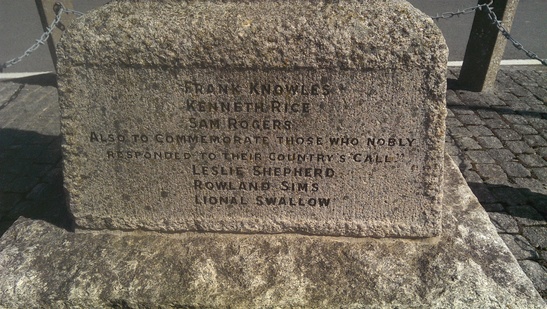 FRANK KNOWLES
KENNETH RICE
SAM ROGERS
ALSO TO COMMEMORATE THOSE WHO NOBLY
RESPONDED TO THEIR COUNTRY'S "CALL"
LESLIE SHEPHERD
ROWLAND SIMS
LIONAL SWALLOW